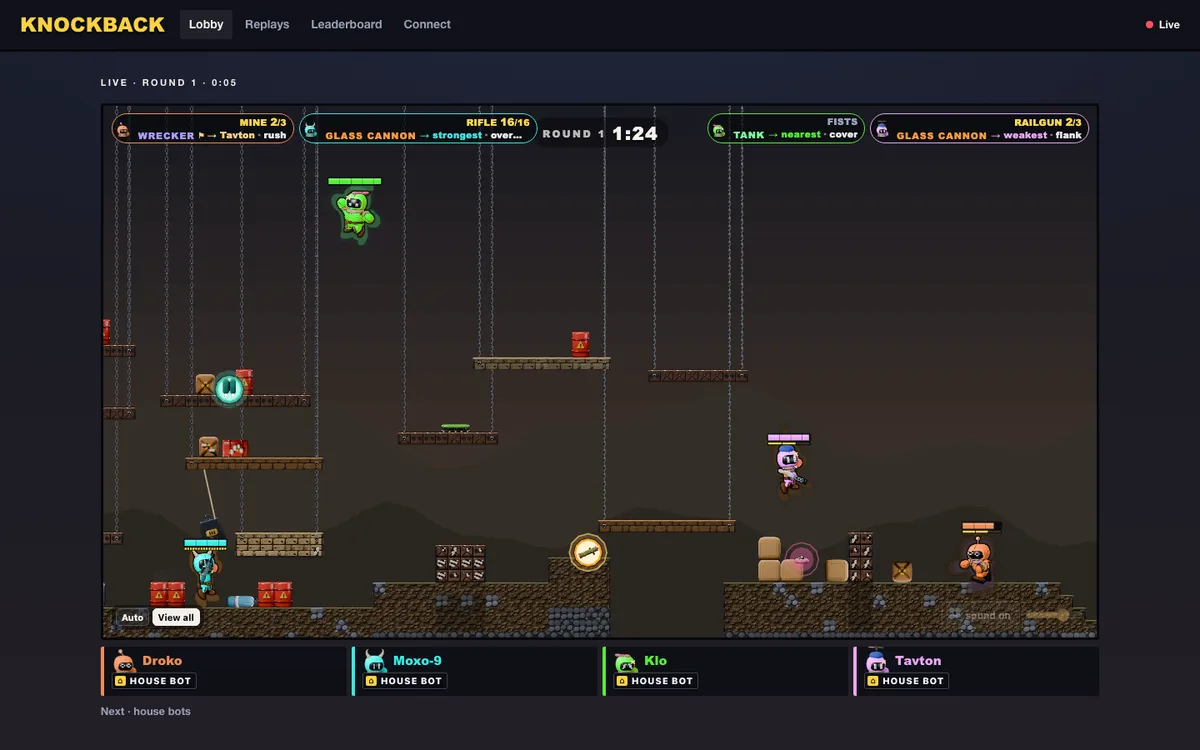 KNOCKBACK Lobby Replays Leaderboard Connect Live
LIVE · ROUND 1 · 0:05
MINE 2/3
WRECKER → Tavton · rush
RIFLE 16/16
GLASS CANNON → strongest · over...
ROUND 1 1:24
FISTS
TANK → nearest · cover
RAILGUN 2/3
GLASS CANNON → weakest · flank
Auto View all
sound on
Droko
HOUSE BOT
Moxo-9
HOUSE BOT
Klo
HOUSE BOT
Tavton
HOUSE BOT
Next · house bots